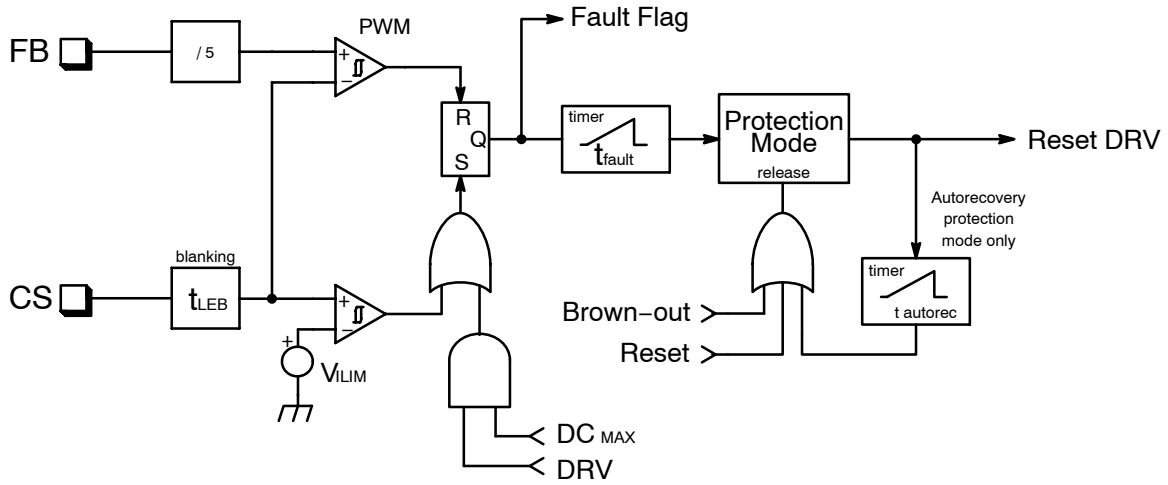 Fault Flag
PWM
FB
/ 5
+
−
R
Q
S
timer
tfault
Protection
Mode
release
Reset DRV
Autorecovery
protection
mode only
blanking
CS
tLEB
+
−
+
VILIM
timer
t autorec
Brown−out
Reset
DC MAX
DRV